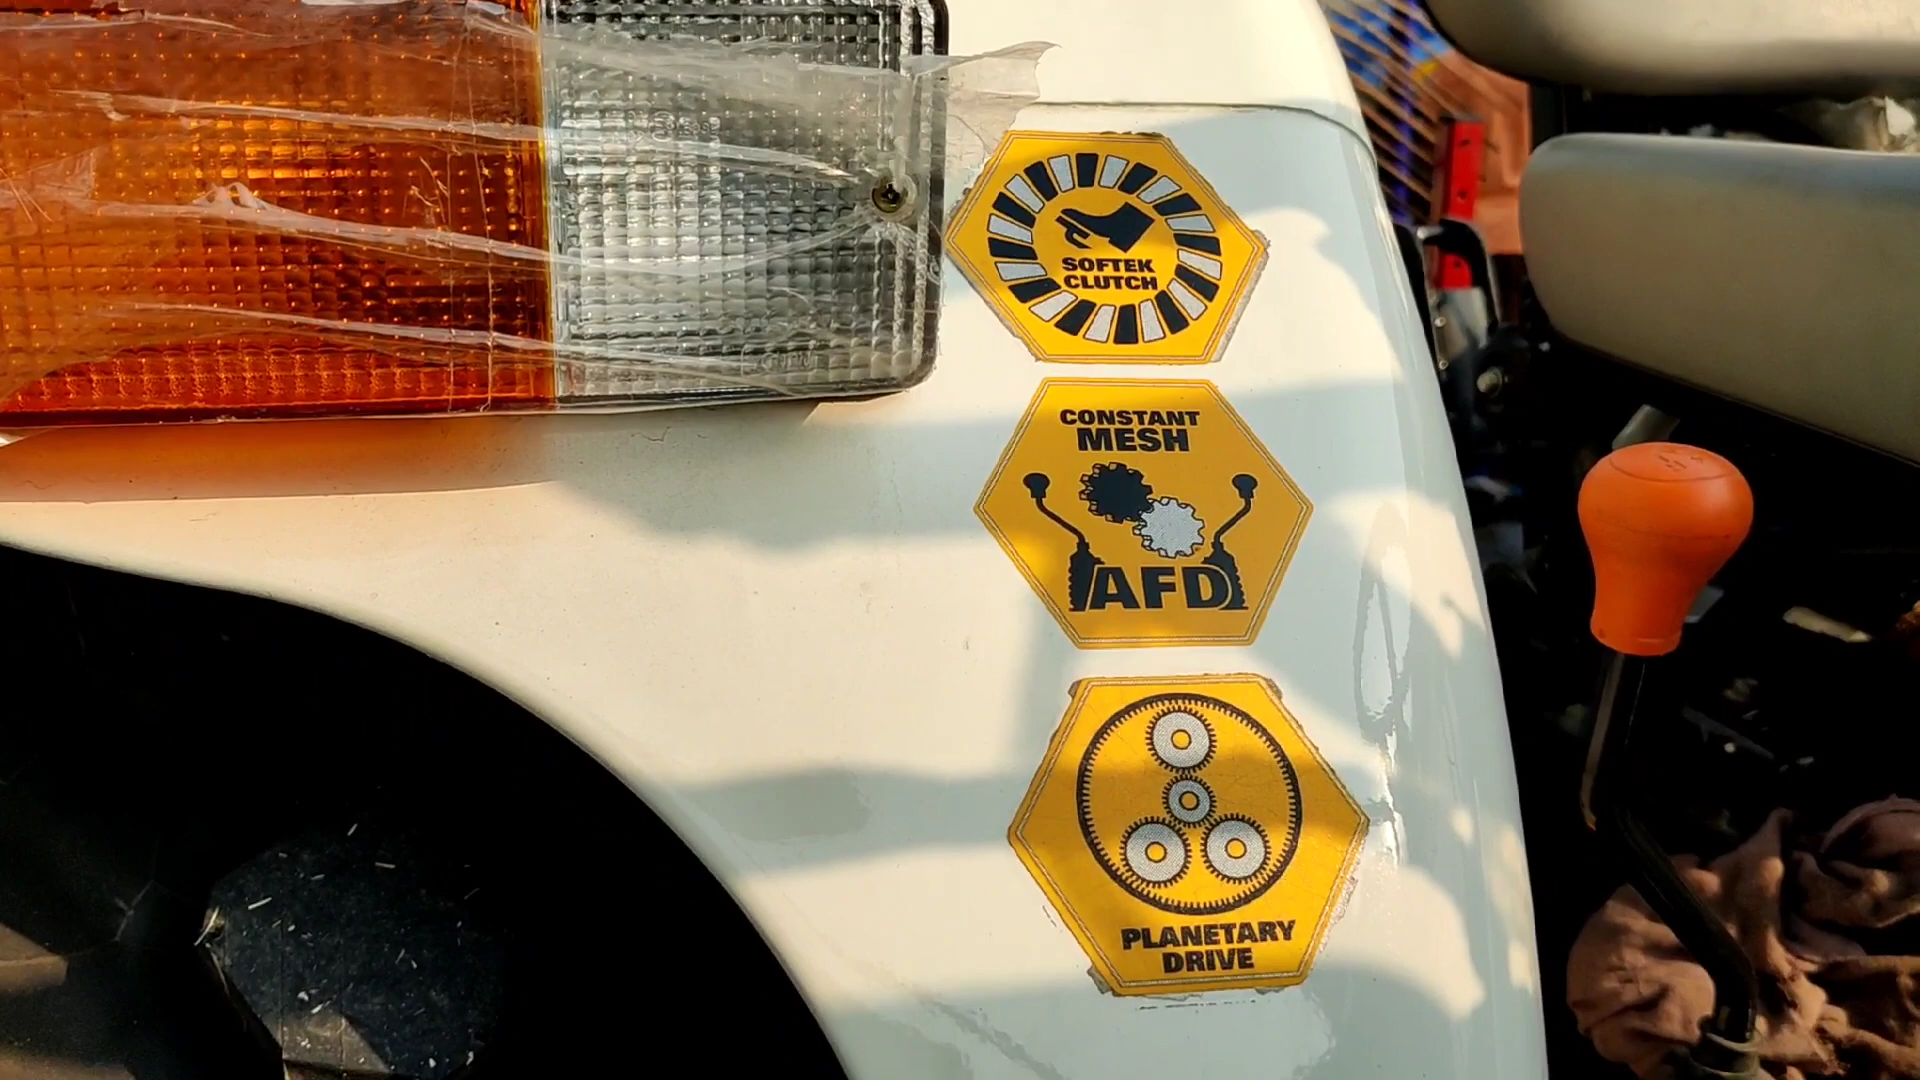 SOFTEK
CLUTCH
CONSTANT
MESH
AFD
PLANETARY
DRIVE